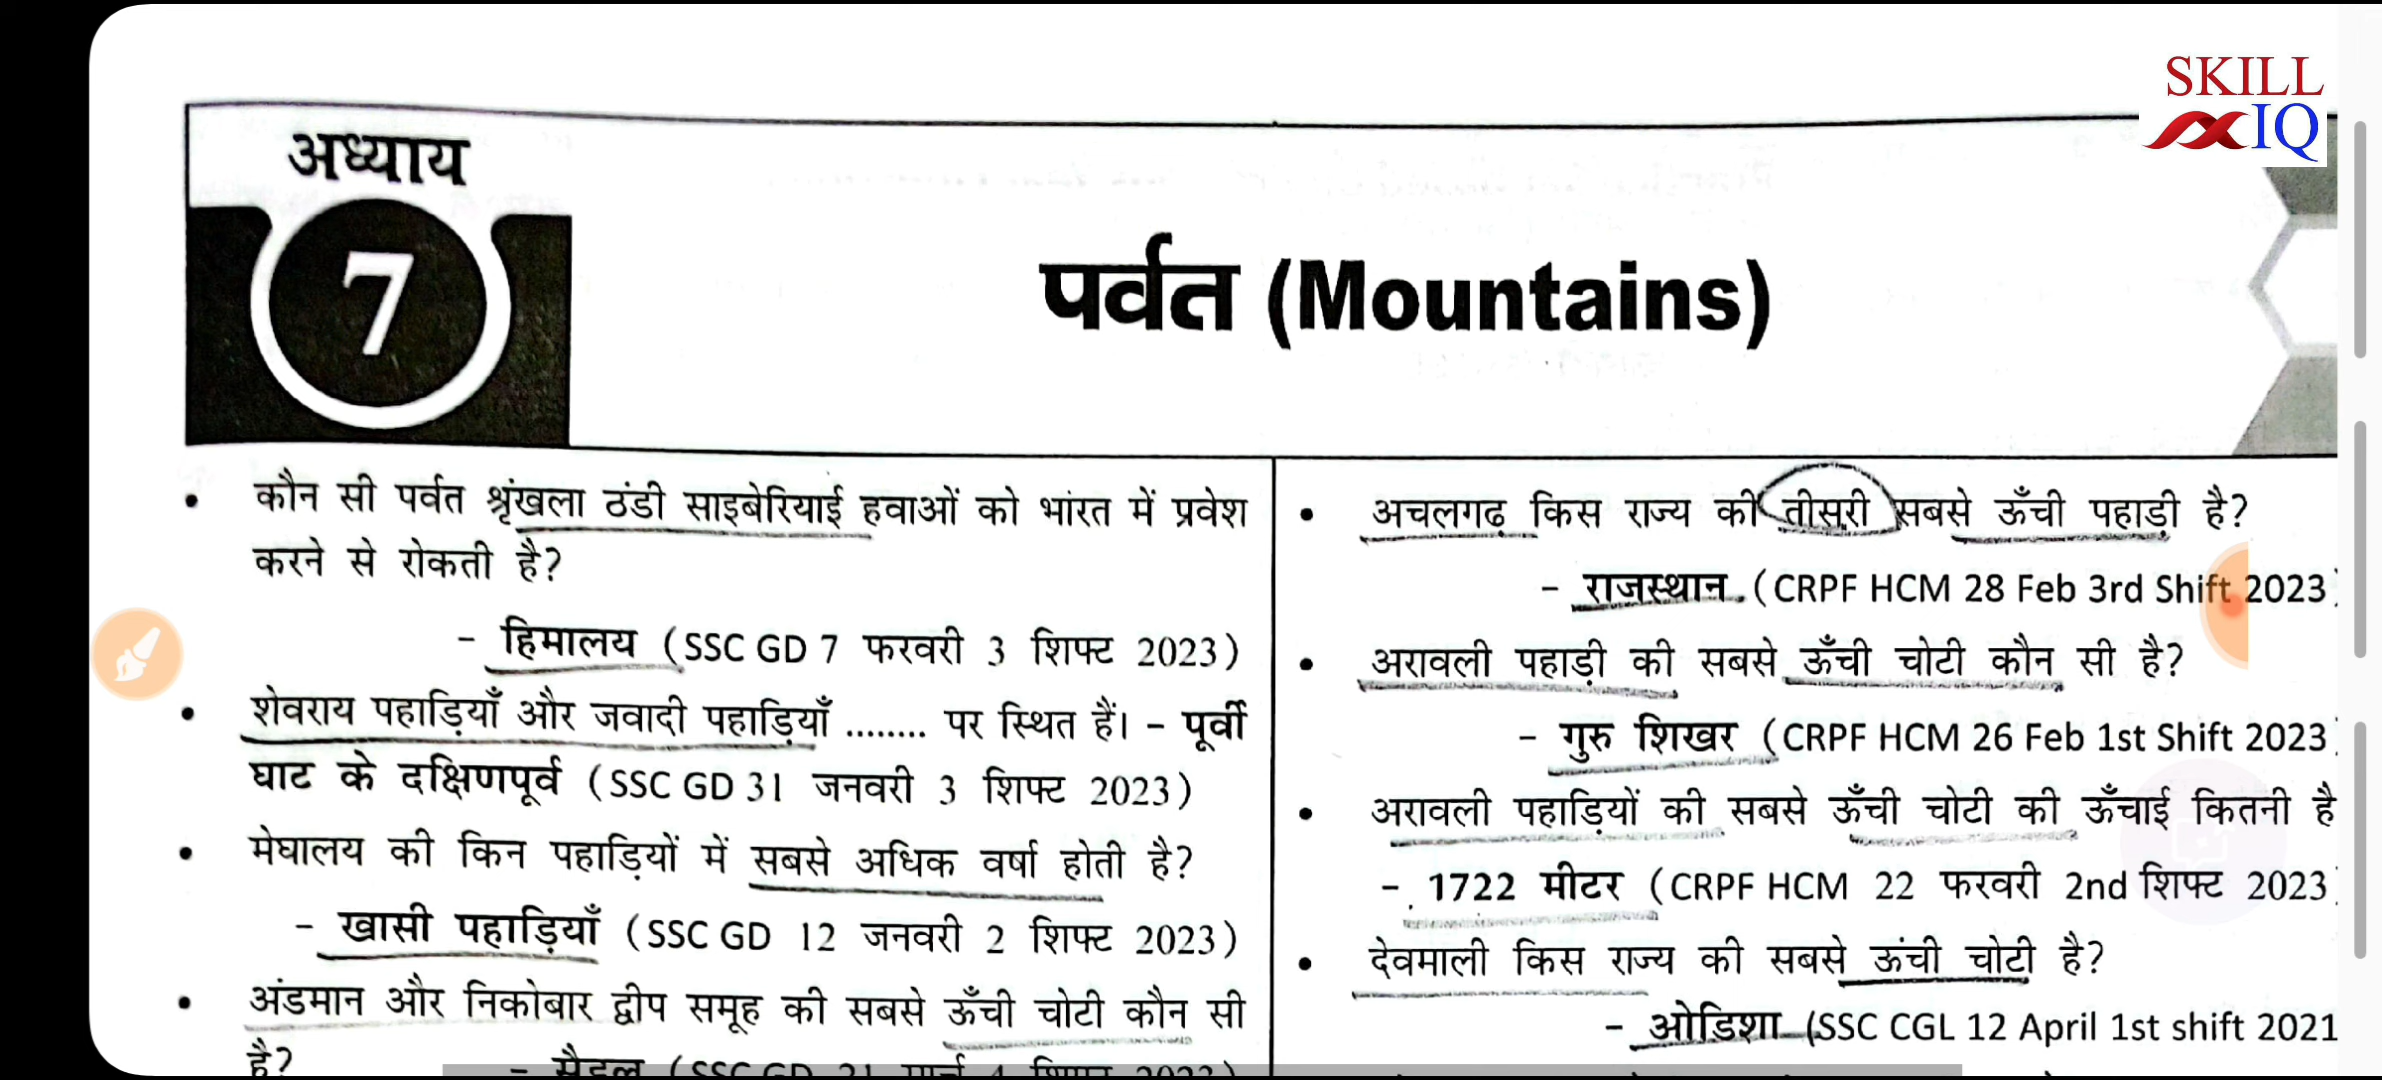 SKILL
IQ
अध्याय
7
पर्वत (Mountains)
• कौन सी पर्वत श्रृंखला ठंडी साइबेरियाई हवाओं को भारत में प्रवेश
करने से रोकती है?
- हिमालय (SSC GD 7 फरवरी 3 शिफ्ट 2023)
• शेवराय पहाड़ियाँ और जवादी पहाड़ियाँ ........ पर स्थित हैं। - पूर्वी
घाट के दक्षिणपूर्व (SSC GD 31 जनवरी 3 शिफ्ट 2023)
• मेघालय की किन पहाड़ियों में सबसे अधिक वर्षा होती है?
- खासी पहाड़ियाँ (SSC GD 12 जनवरी 2 शिफ्ट 2023)
• अंडमान और निकोबार द्वीप समूह की सबसे ऊँची चोटी कौन सी
है?
• अचलगढ़ किस राज्य की तीसरी सबसे ऊँची पहाड़ी है?
- राजस्थान (CRPF HCM 28 Feb 3rd Shift 2023)
• अरावली पहाड़ी की सबसे ऊँची चोटी कौन सी है?
- गुरु शिखर (CRPF HCM 26 Feb 1st Shift 2023)
• अरावली पहाड़ियों की सबसे ऊँची चोटी की ऊँचाई कितनी है
- 1722 मीटर (CRPF HCM 22 फरवरी 2nd शिफ्ट 2023)
• देवमाली किस राज्य की सबसे ऊंची चोटी है?
- ओडिशा (SSC CGL 12 April 1st shift 2021